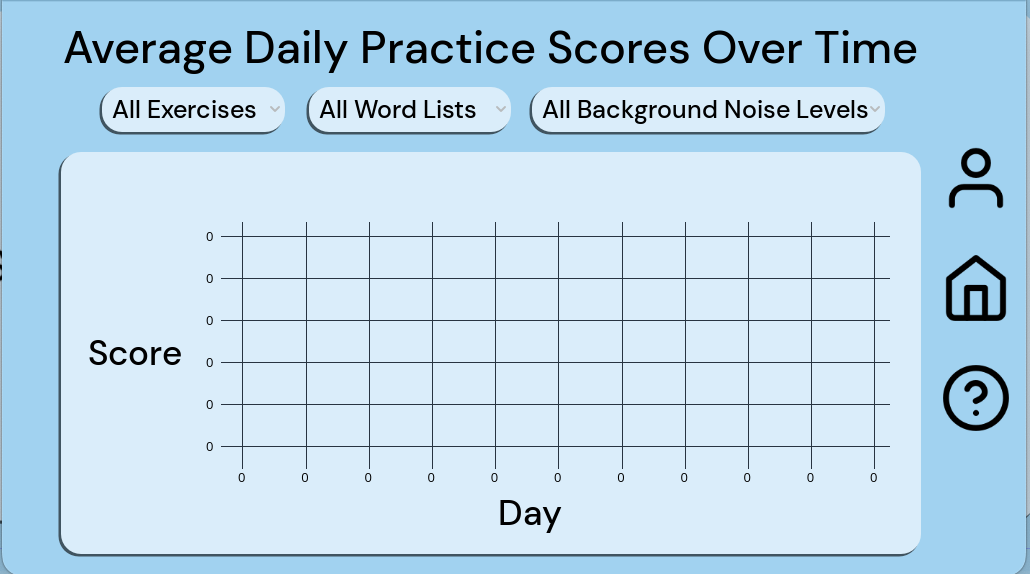 Average Daily Practice Scores Over Time
All Exercises All Word Lists All Background Noise Levels
0
0
0
Score
0
0
0
0 0 0 0 0 0 0 0 0 0 0
Day
?